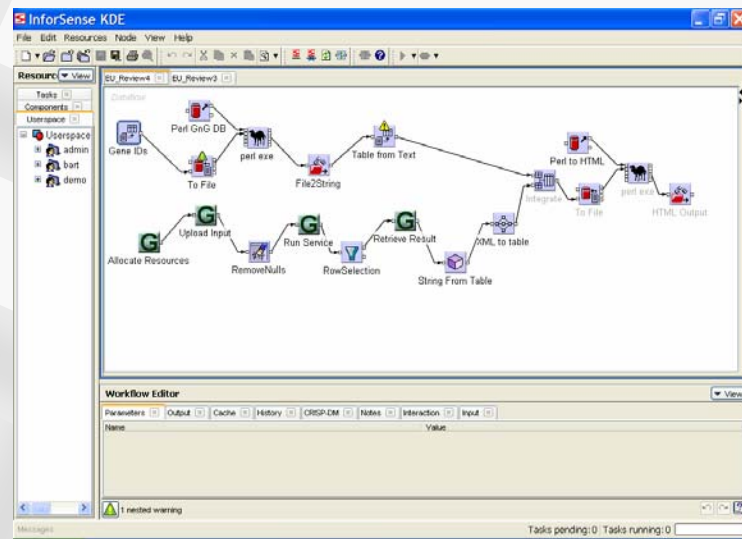 InforSense KDE
File Edit Resources Node View Help
Resourc View
EU_Review4 EU_Review3
Tasks
Components
Userspace
Userspace
admin
bart
demo
Dataflow
Perl GnG DB
Gene IDs
perl exe
To File
File2String
Table from Text
Perl to HTML
Integrate
To File
perl exe
HTML Output
Upload Input
Allocate Resources
RemoveNulls
Run Service
RowSelection
Retrieve Result
String From Table
XML to table
Workflow Editor View
Parameters Output Cache History CRISP-DM Notes Interaction Input
Name Value
1 nested warning
Messages Tasks pending: 0 Tasks running: 0